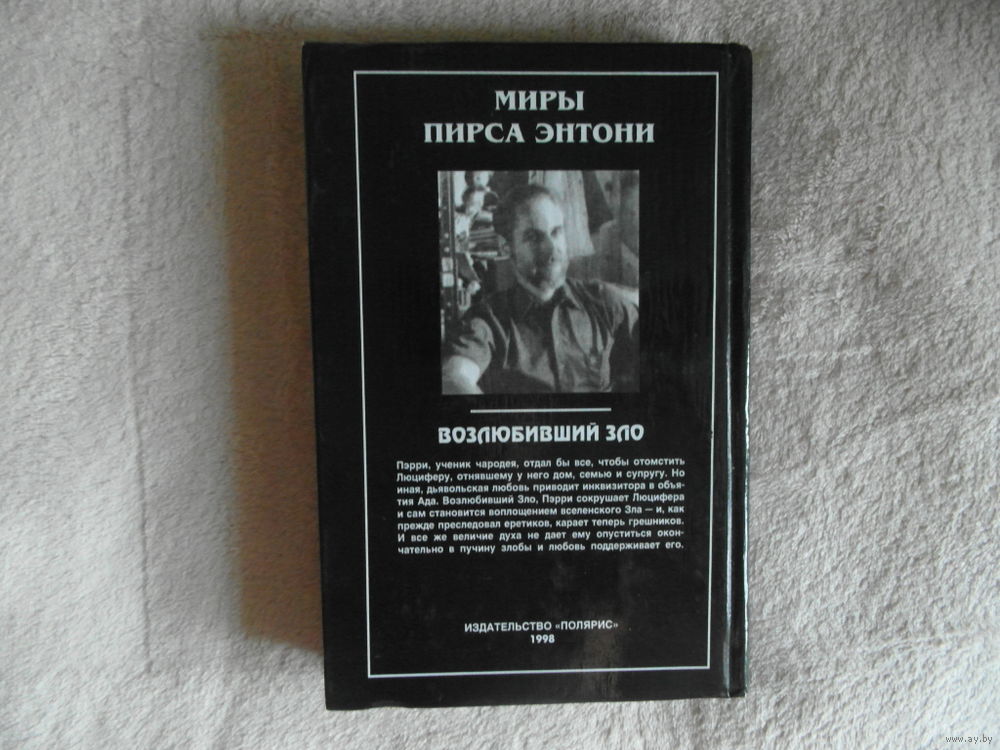 МИРЫ
ПИРСА ЭНТОНИ
ВОЗЛЮБИВШИЙ ЗЛО
Пэрри, ученик чародея, отдал бы все, чтобы отомстить
Люциферу, отнявшему у него дом, семью и супругу. Но
иная, дьявольская любовь приводит инквизитора в объя-
тия Ада. Возлюбивший Зло, Пэрри сокрушает Люцифера
и сам становится воплощением вселенского Зла — и, как
прежде преследовал еретиков, карает теперь грешников.
И все же величие духа не дает ему опуститься окон-
чательно в пучину злобы и любовь поддерживает его.
ИЗДАТЕЛЬСТВО «ПОЛЯРИС»
1998
www.ay.by